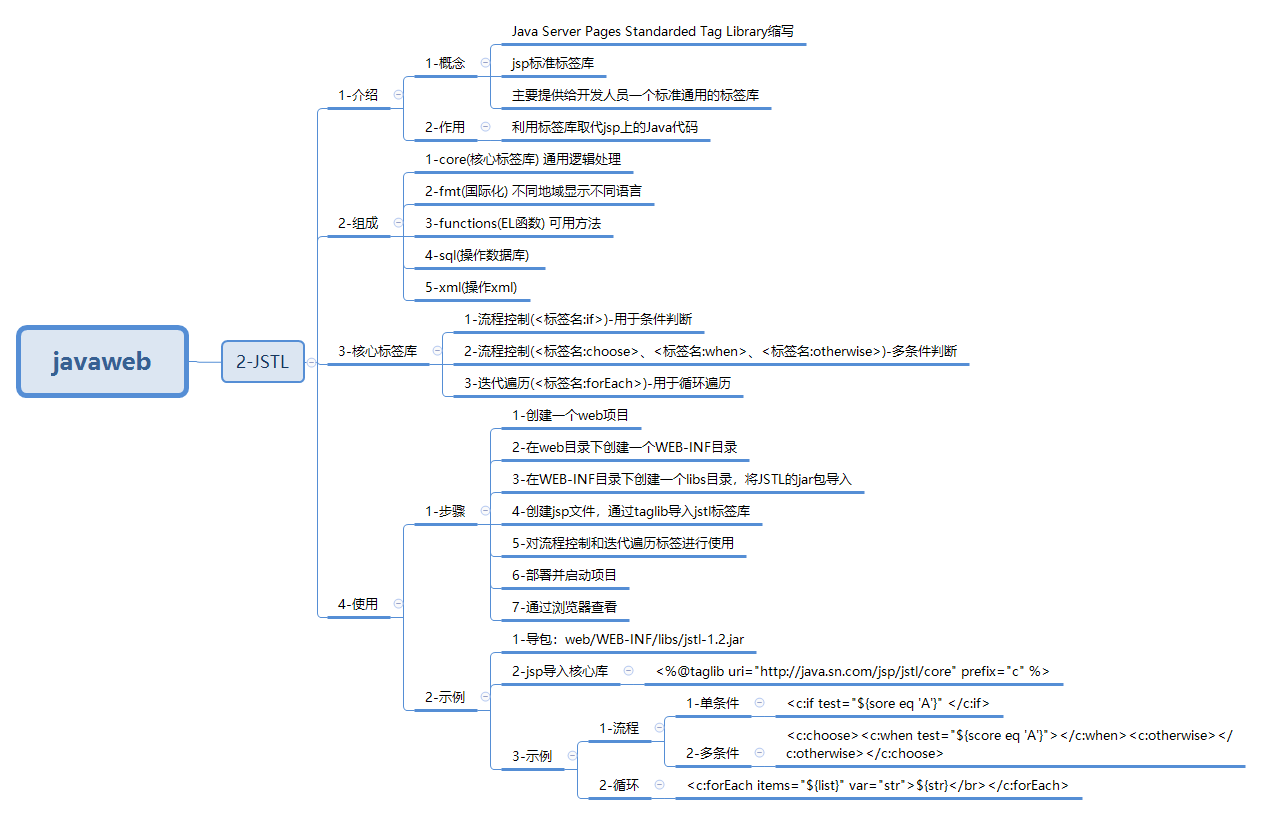 javaweb
2-JSTL
1-介绍
1-概念
Java Server Pages Standarded Tag Library缩写
jsp标准标签库
主要提供给开发人员一个标准通用的标签库
2-作用
利用标签库取代jsp上的Java代码
2-组成
1-core(核心标签库) 通用逻辑处理
2-fmt(国际化) 不同地域显示不同语言
3-functions(EL函数) 可用方法
4-sql(操作数据库)
5-xml(操作xml)
3-核心标签库
1-流程控制(<标签名:if>)-用于条件判断
2-流程控制(<标签名:choose>、<标签名:when>、<标签名:otherwise>)-多条件判断
3-迭代遍历(<标签名:forEach>)-用于循环遍历
4-使用
1-步骤
1-创建一个web项目
2-在web目录下创建一个WEB-INF目录
3-在WEB-INF目录下创建一个libs目录，将JSTL的jar包导入
4-创建jsp文件，通过taglib导入jstl标签库
5-对流程控制和迭代遍历标签进行使用
6-部署并启动项目
7-通过浏览器查看
2-示例
1-导包：web/WEB-INF/libs/jstl-1.2.jar
2-jsp导入核心库
<%@taglib uri="http://java.sn.com/jsp/jstl/core" prefix="c" %>
3-示例
1-流程
1-单条件
<c:if test="${sore eq 'A'}" </c:if>
2-多条件
<c:choose><c:when test="${score eq 'A'}"></c:when><c:otherwise></
c:otherwise></c:choose>
2-循环
<c:forEach items="${list}" var="str">${str}</br></c:forEach>